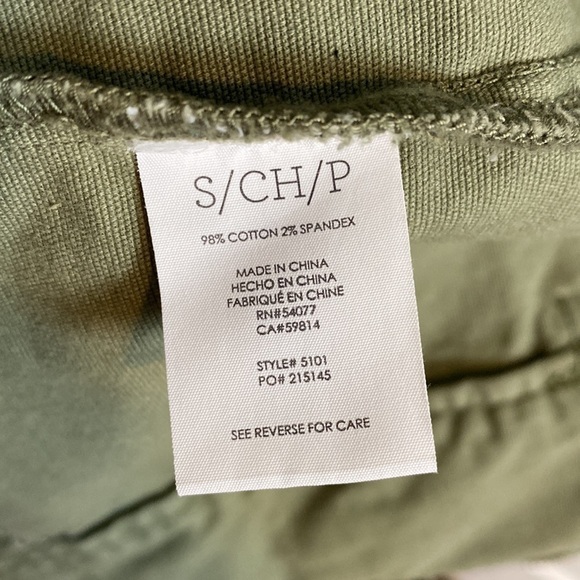 S/CH/P
98% COTTON 2% SPANDEX
MADE IN CHINA
HECHO EN CHINA
FABRIQUÉ EN CHINE
RN#54077
CA#59814
STYLE# 5101
PO# 215145
SEE REVERSE FOR CARE